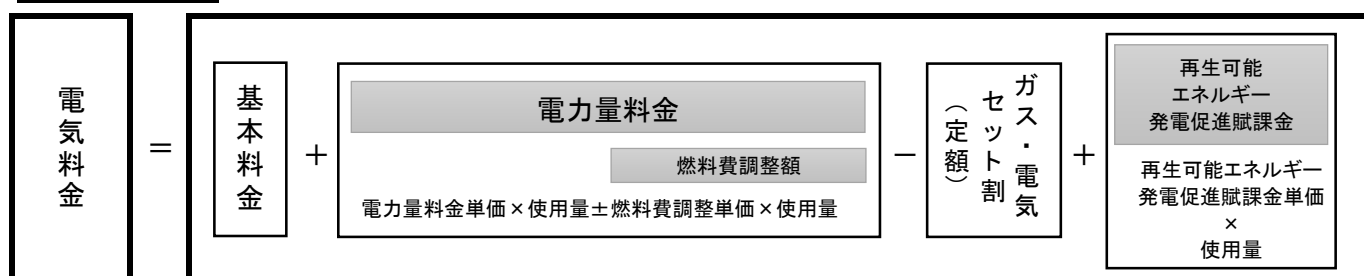 電気料金
＝
基本料金
＋
電力量料金
燃料費調整額
電力量料金単価×使用量±燃料費調整単価×使用量
－
ガス・電気
セット割
（定額）
＋
再生可能
エネルギー
発電促進賦課金
再生可能エネルギー
発電促進賦課金単価
×
使用量